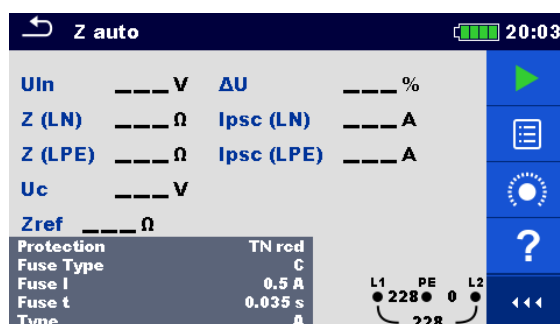 Z auto 20:03
Uln ___V ΔU ___%
Z (LN) ___Ω Ipsc (LN) ___A
Z (LPE) ___Ω Ipsc (LPE) ___A
Uc ___V
Zref ___Ω
Protection TN rcd
Fuse Type C
Fuse I 0.5 A
Fuse t 0.035 s
Type A
?
L1 PE L2
228 0
228